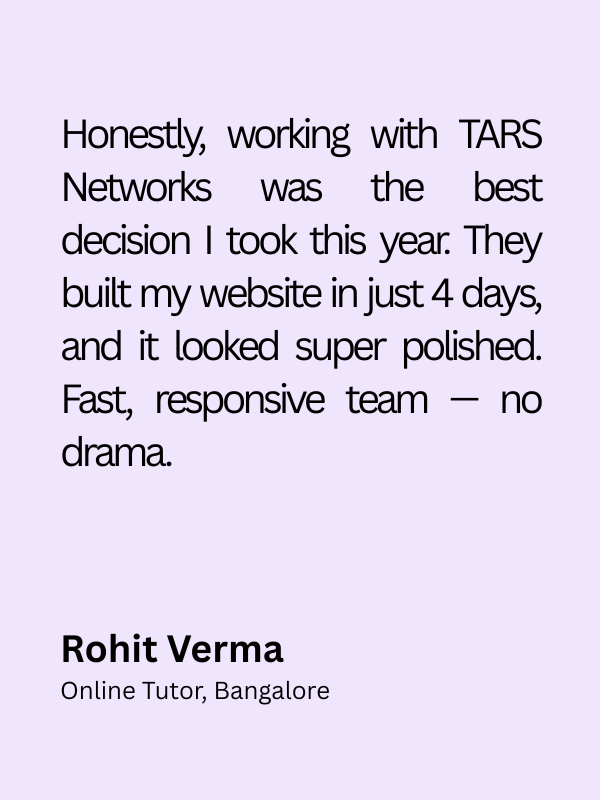 Honestly, working with TARS
Networks was the best
decision I took this year. They
built my website in just 4 days,
and it looked super polished.
Fast, responsive team — no
drama.
Rohit Verma
Online Tutor, Bangalore